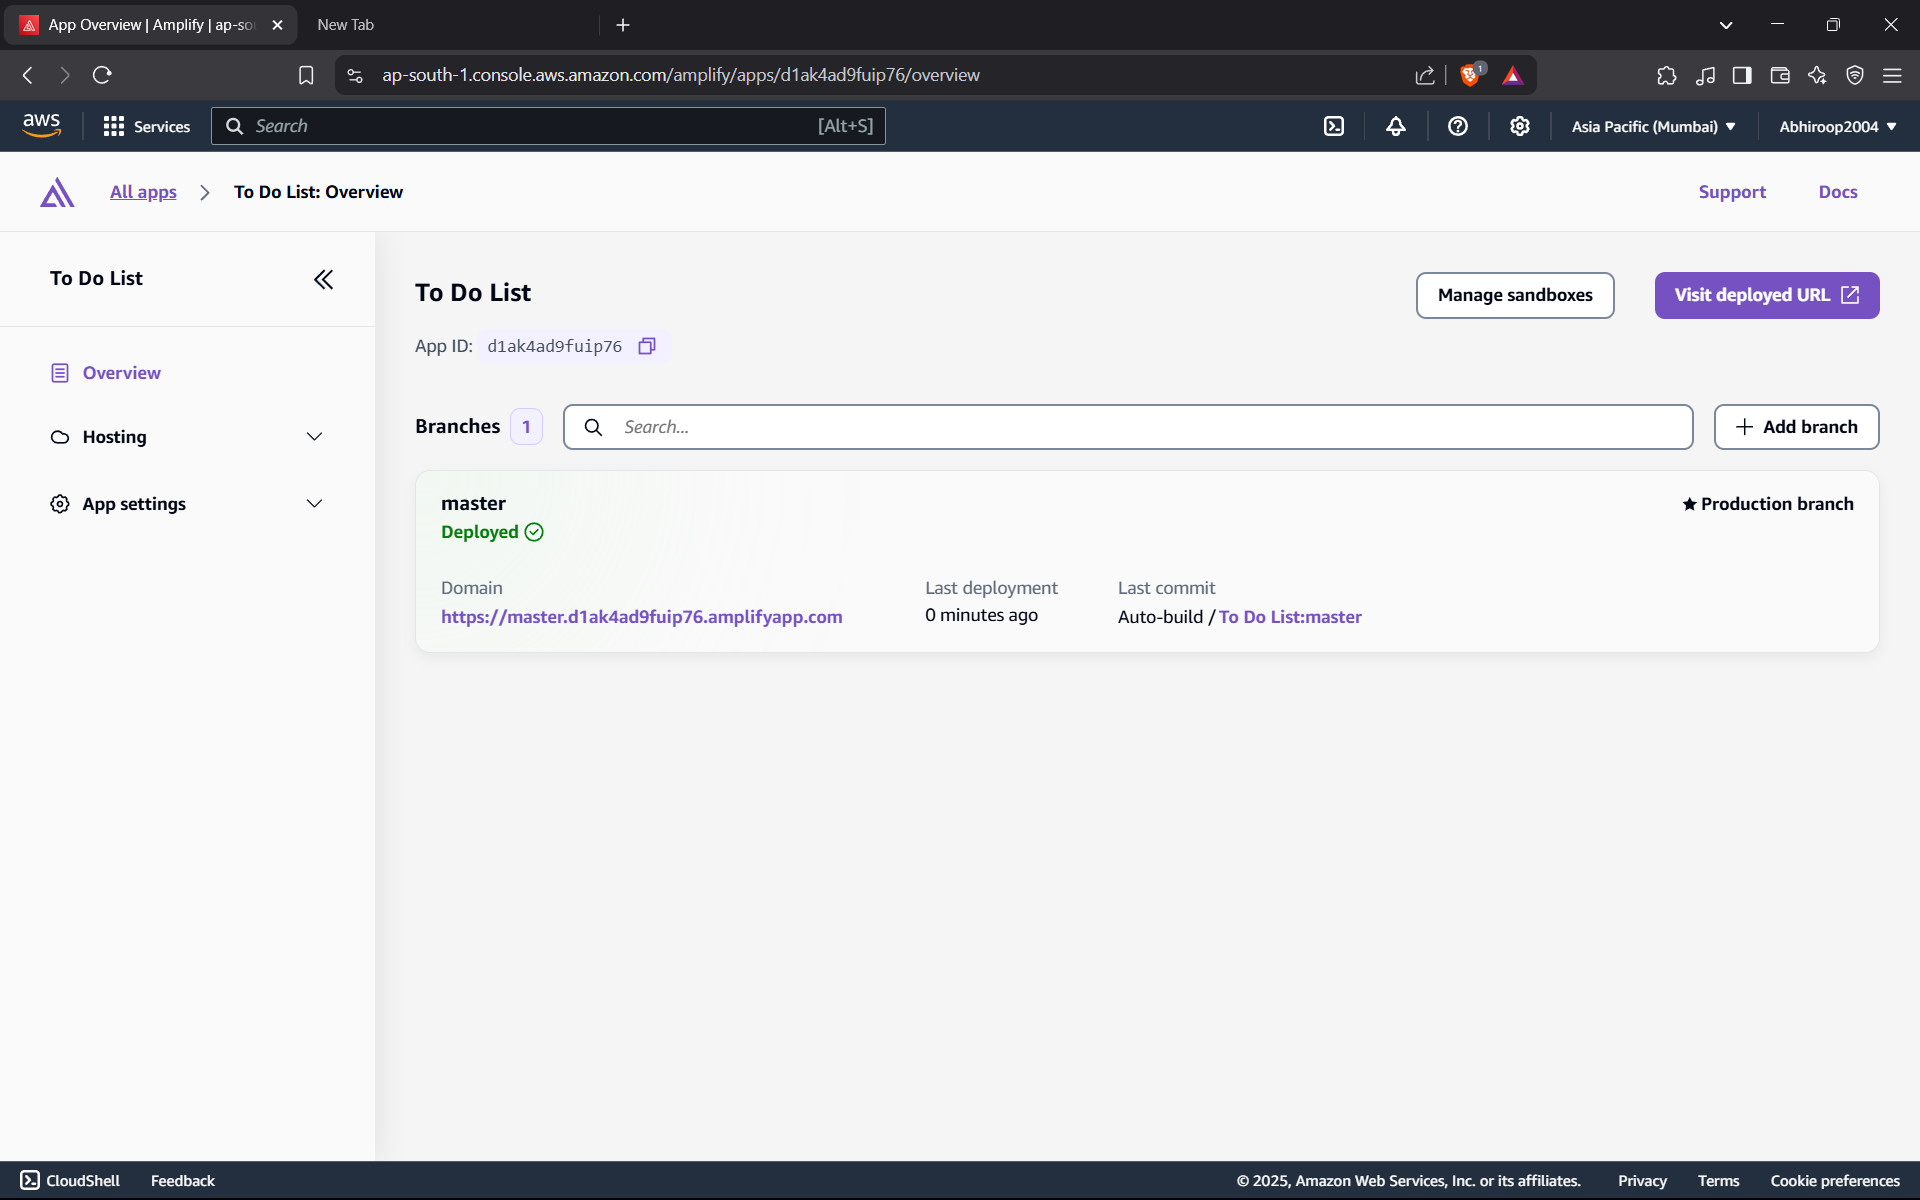 App Overview | Amplify | ap-so
New Tab
ap-south-1.console.aws.amazon.com/amplify/apps/d1ak4ad9fuip76/overview
1
aws
Services
Search
[Alt+S]
Asia Pacific (Mumbai)
Abhiroop2004
All apps
To Do List: Overview
Support
Docs
To Do List
Overview
Hosting
App settings
To Do List
Manage sandboxes
Visit deployed URL
App ID: d1ak4ad9fuip76
Branches 1
Search...
Add branch
master
Production branch
Deployed
Domain
https://master.d1ak4ad9fuip76.amplifyapp.com
Last deployment
0 minutes ago
Last commit
Auto-build / To Do List:master
CloudShell
Feedback
© 2025, Amazon Web Services, Inc. or its affiliates.
Privacy
Terms
Cookie preferences